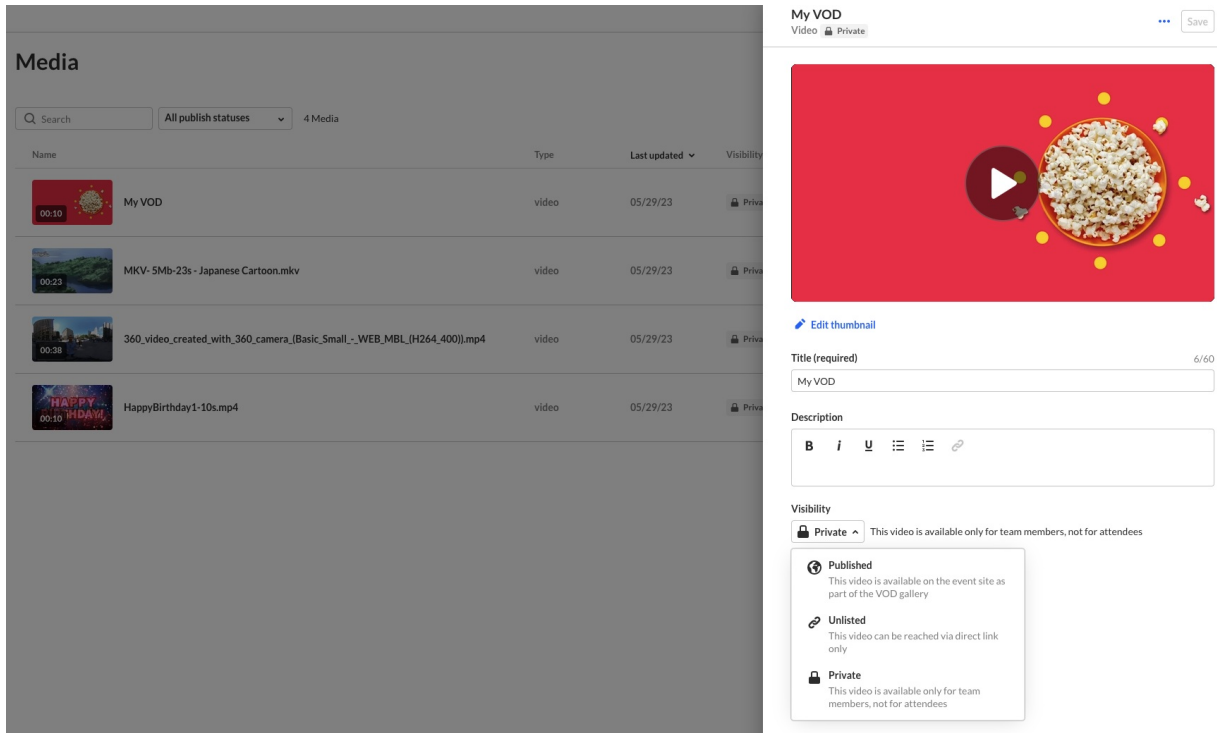 Media
Search
All publish statuses
4 Media
Name Type Last updated Visibility
00:10 My VOD video 05/29/23 Priva
00:23 MKV- 5Mb-23s - Japanese Cartoon.mkv video 05/29/23 Priva
00:38 360_video_created_with_360_camera_(Basic_Small_-_WEB_MBL_(H264_400)).mp4 video 05/29/23 Priva
HAPPY
00:10 HappyBirthday1-10s.mp4 video 05/29/23 Priva
My VOD
Video Private
Save
Edit thumbnail
Title (required) 6/60
My VOD
Description
B i U
Visibility
Private This video is available only for team members, not for attendees
Published
This video is available on the event site as
part of the VOD gallery
Unlisted
This video can be reached via direct link
only
Private
This video is available only for team
members, not for attendees